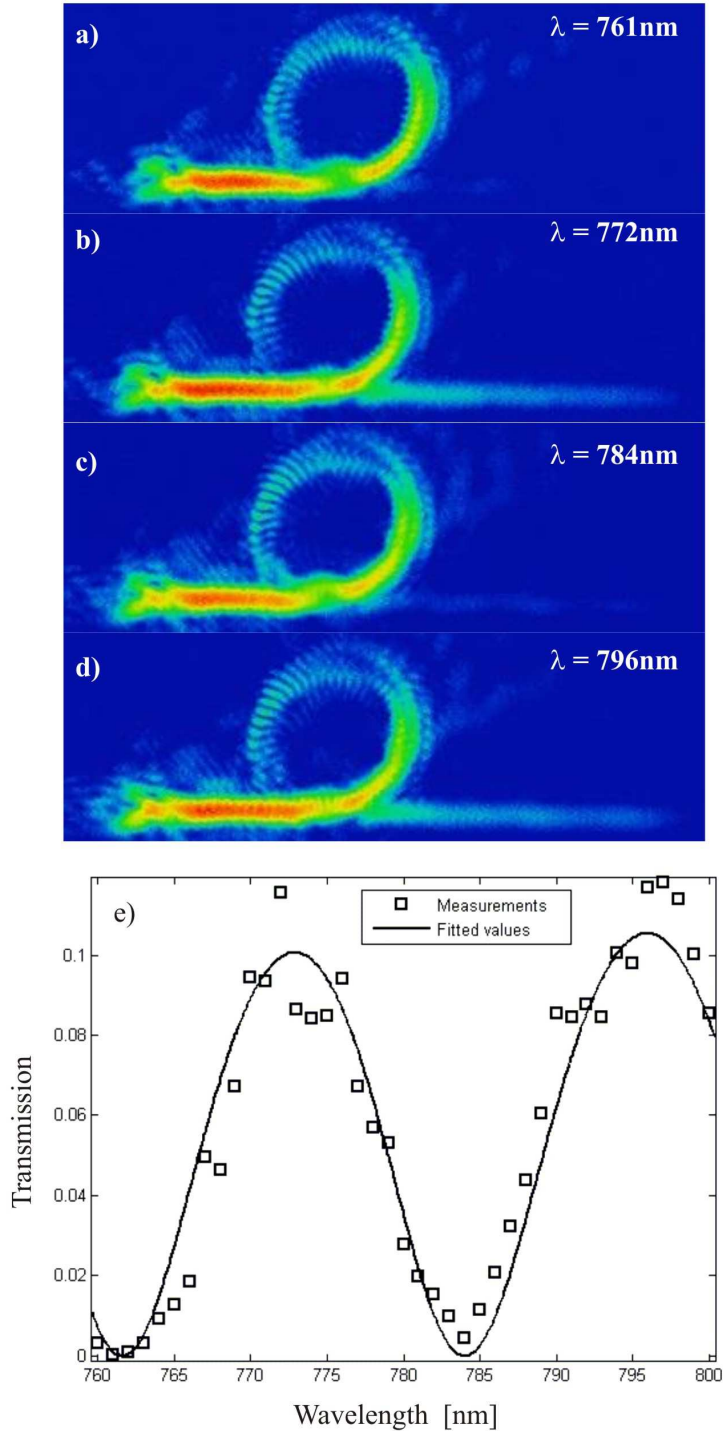 a)
λ = 761nm
b)
λ = 772nm
c)
λ = 784nm
d)
λ = 796nm
e)
Measurements
Fitted values
0.1
0.08
0.06
0.04
0.02
0
Transmission
760 765 770 775 780 785 790 795 800
Wavelength [nm]